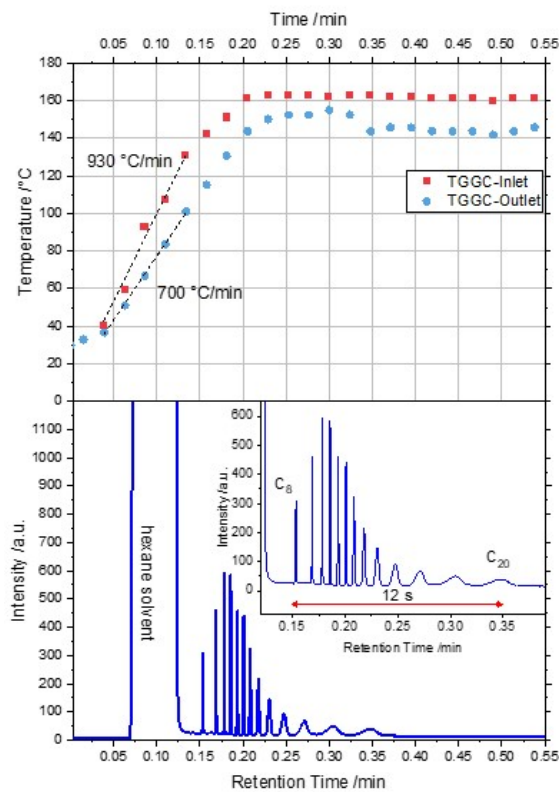 Time /min
0.05 0.10 0.15 0.20 0.25 0.30 0.35 0.40 0.45 0.50 0.55
180
160
140
120
100
80
60
40
20
0
Temperature /°C
930 °C/min
700 °C/min
TGGC-Inlet
TGGC-Outlet
1100
1000
900
800
700
600
500
400
300
200
100
0
Intensity /a.u.
hexane solvent
600
500
400
300
200
100
0
Intensity /a.u.
C8
C20
12 s
0.15 0.20 0.25 0.30 0.35
Retention Time /min
0.05 0.10 0.15 0.20 0.25 0.30 0.35 0.40 0.45 0.50 0.55
Retention Time /min